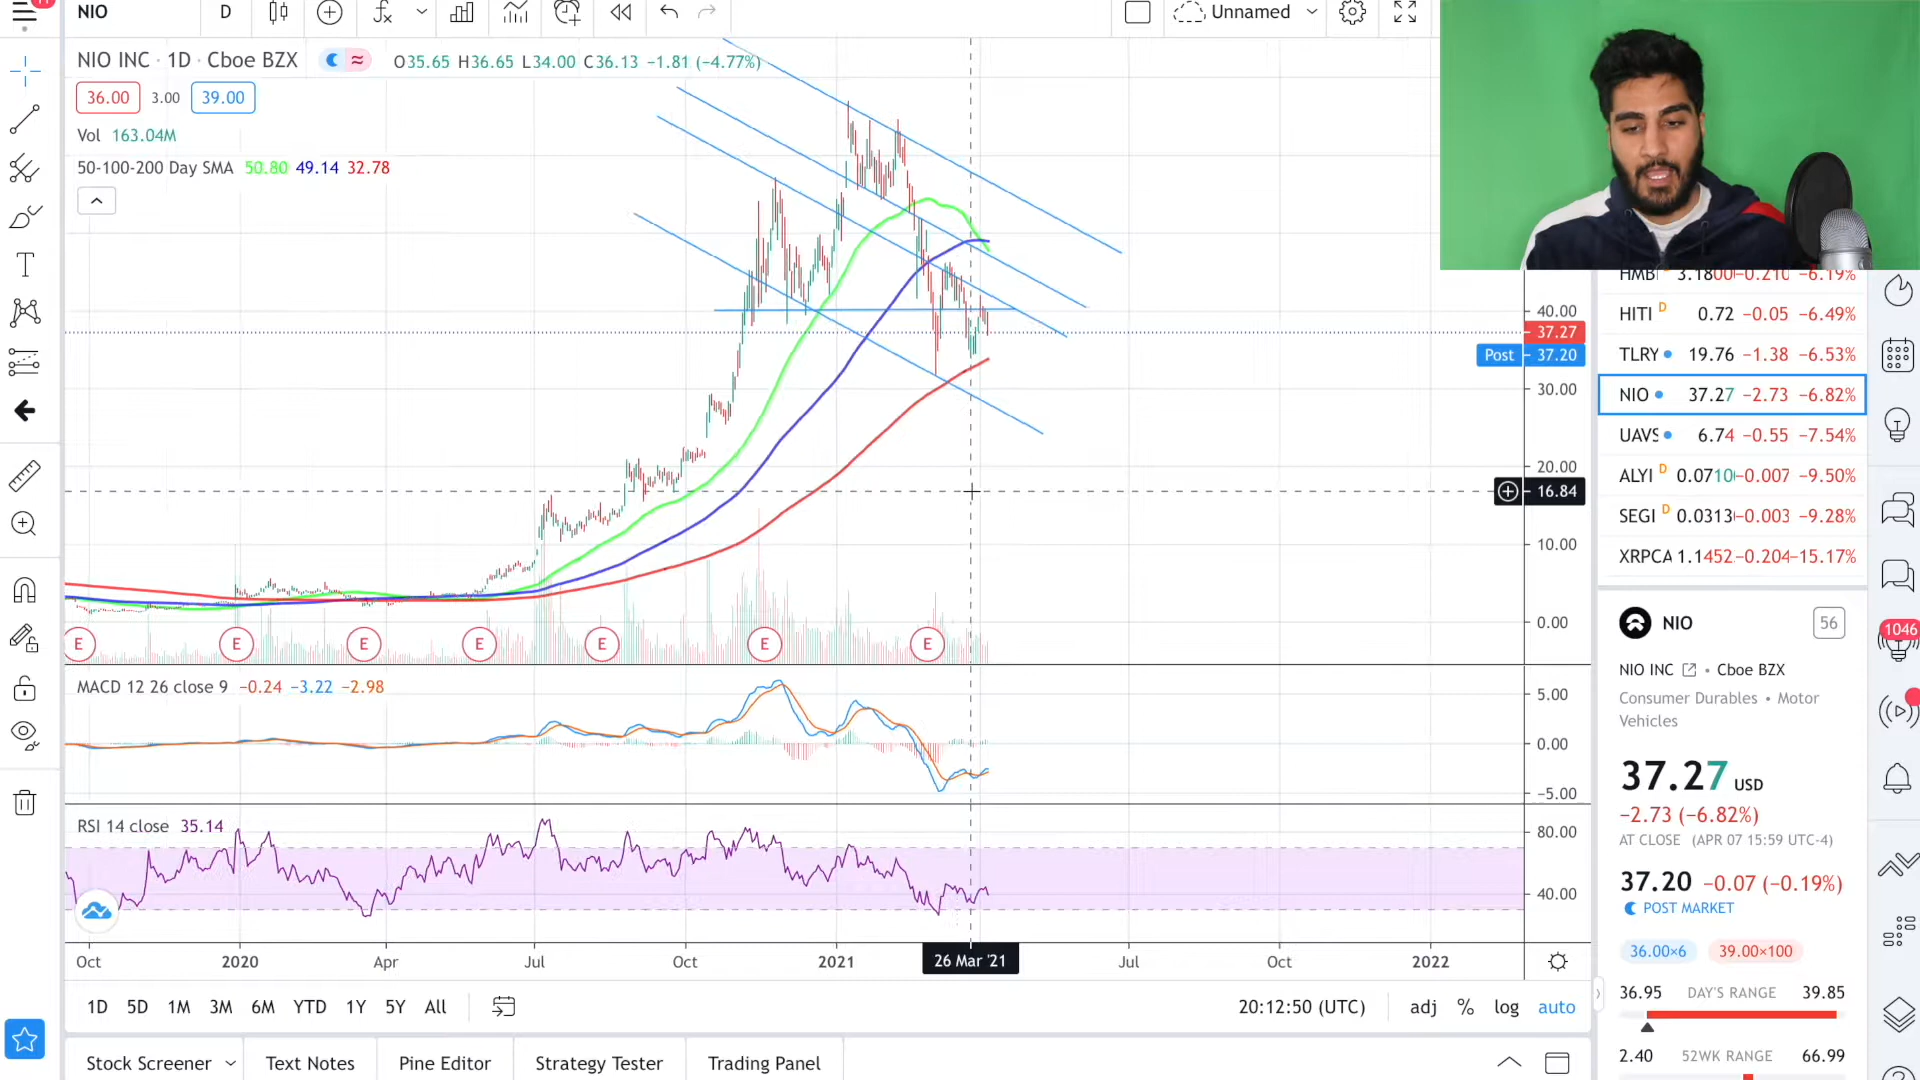 11
NIO
D
Unnamed
NIO INC · 1D · Cboe BZX
O35.65 H36.65 L34.00 C36.13 −1.81 (−4.77%)
36.00 3.00 39.00
Vol 163.04M
50-100-200 Day SMA 50.80 49.14 32.78
40.00
37.27
Post 37.20
30.00
20.00
16.84
10.00
0.00
E E E E E E E
MACD 12 26 close 9 −0.24 −3.22 −2.98
5.00
0.00
−5.00
RSI 14 close 35.14
80.00
40.00
Oct 2020 Apr Jul Oct 2021 26 Mar '21 Jul Oct 2022
1D 5D 1M 3M 6M YTD 1Y 5Y All
20:12:50 (UTC) adj % log auto
Stock Screener Text Notes Pine Editor Strategy Tester Trading Panel
HMBI 3.1800 −0.210 −6.19%
HITI D 0.72 −0.05 −6.49%
TLRY 19.76 −1.38 −6.53%
NIO 37.27 −2.73 −6.82%
UAVS 6.74 −0.55 −7.54%
ALYI D 0.0710 −0.007 −9.50%
SEGI D 0.0313 −0.003 −9.28%
XRPCA 1.1452 −0.204 −15.17%
NIO 56
NIO INC • Cboe BZX
Consumer Durables • Motor
Vehicles
37.27 USD
−2.73 (−6.82%)
AT CLOSE (APR 07 15:59 UTC-4)
37.20 −0.07 (−0.19%)
POST MARKET
36.00×6 39.00×100
36.95 DAY'S RANGE 39.85
2.40 52WK RANGE 66.99
1046